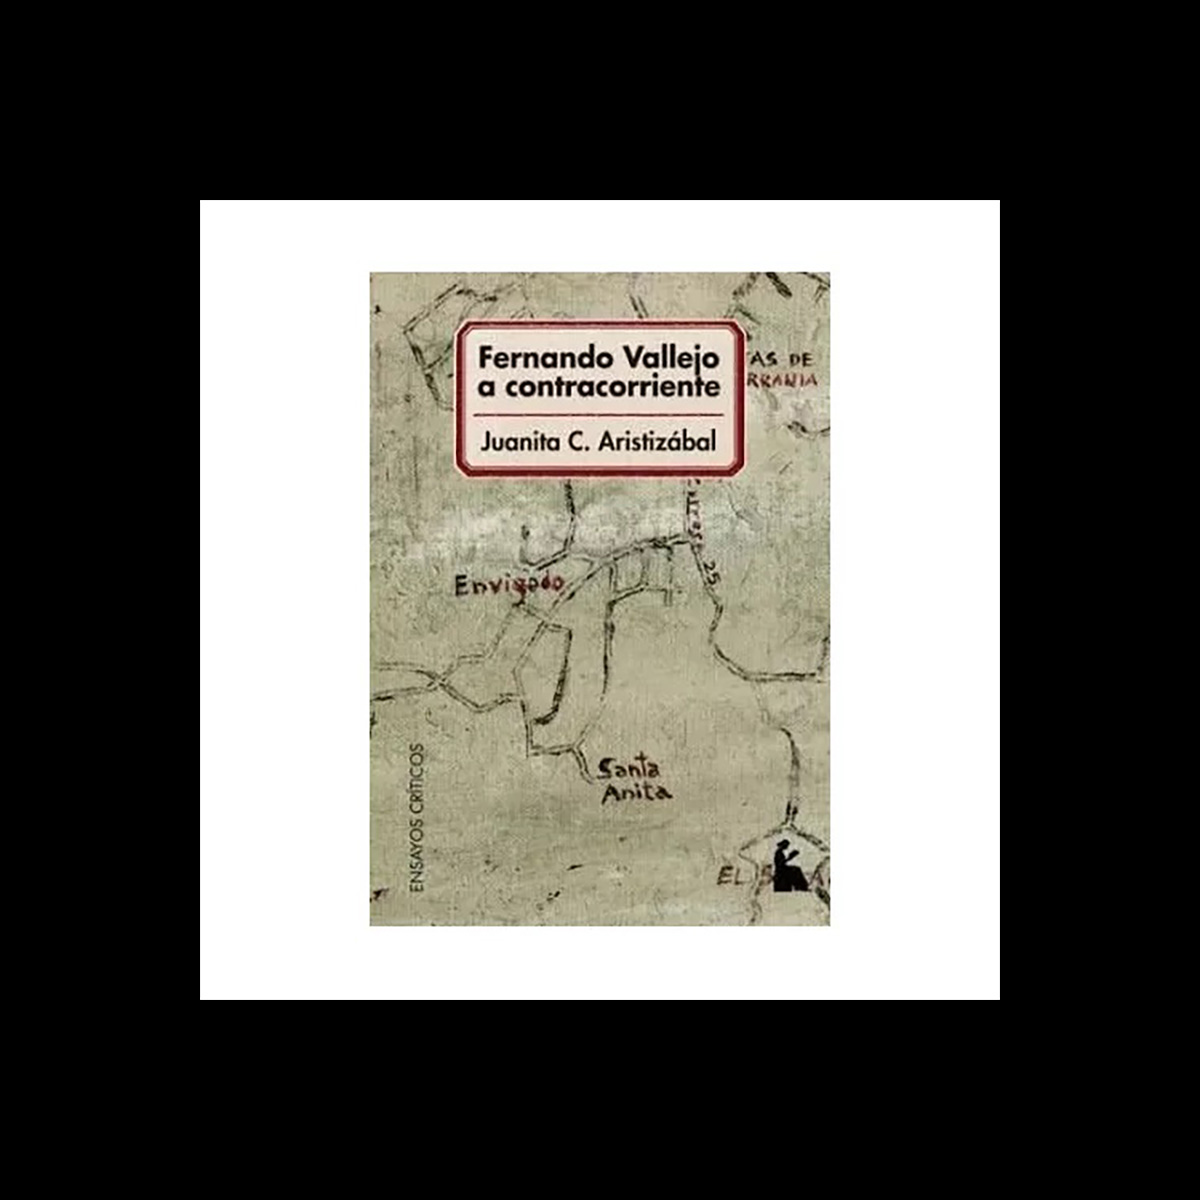 Fernando Vallejo
a contracorriente
Juanita C. Aristizábal
AS DE
RRANIA
25
Envigado
Santa
Anita
ENSAYOS CRÍTICOS
EL